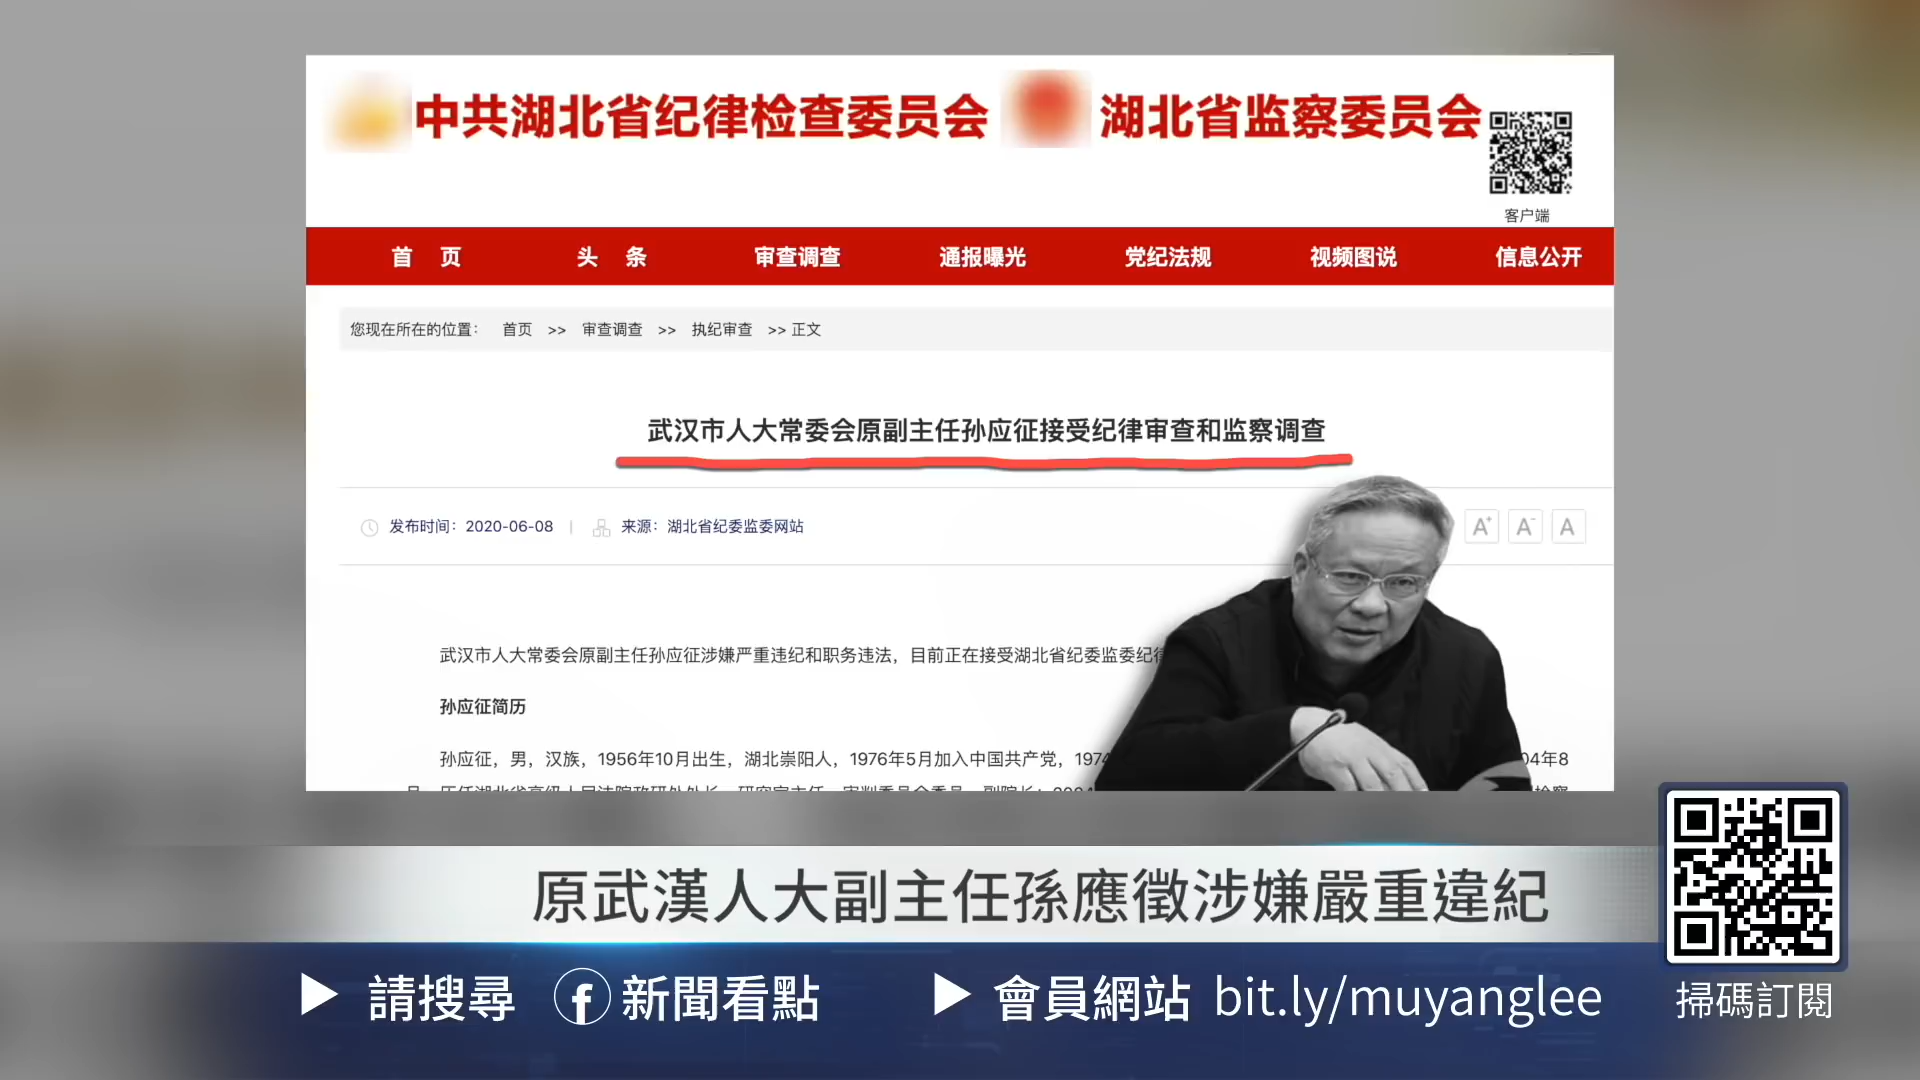 中共湖北省纪律检查委员会 湖北省监察委员会
客户端
首 页 头 条 审查调查 通报曝光 党纪法规 视频图说 信息公开
您现在所在的位置： 首页 >> 审查调查 >> 执纪审查 >> 正文
武汉市人大常委会原副主任孙应征接受纪律审查和监察调查
发布时间：2020-06-08 | 来源：湖北省纪委监委网站
A+ A- A
武汉市人大常委会原副主任孙应征涉嫌严重违纪和职务违法，目前正在接受湖北省纪委监委纪律
孙应征简历
孙应征，男，汉族，1956年10月出生，湖北崇阳人，1976年5月加入中国共产党，1974 04年8
原武漢人大副主任孫應徵涉嫌嚴重違紀
請搜尋 f 新聞看點 會員網站 bit.ly/muyanglee
掃碼訂閱